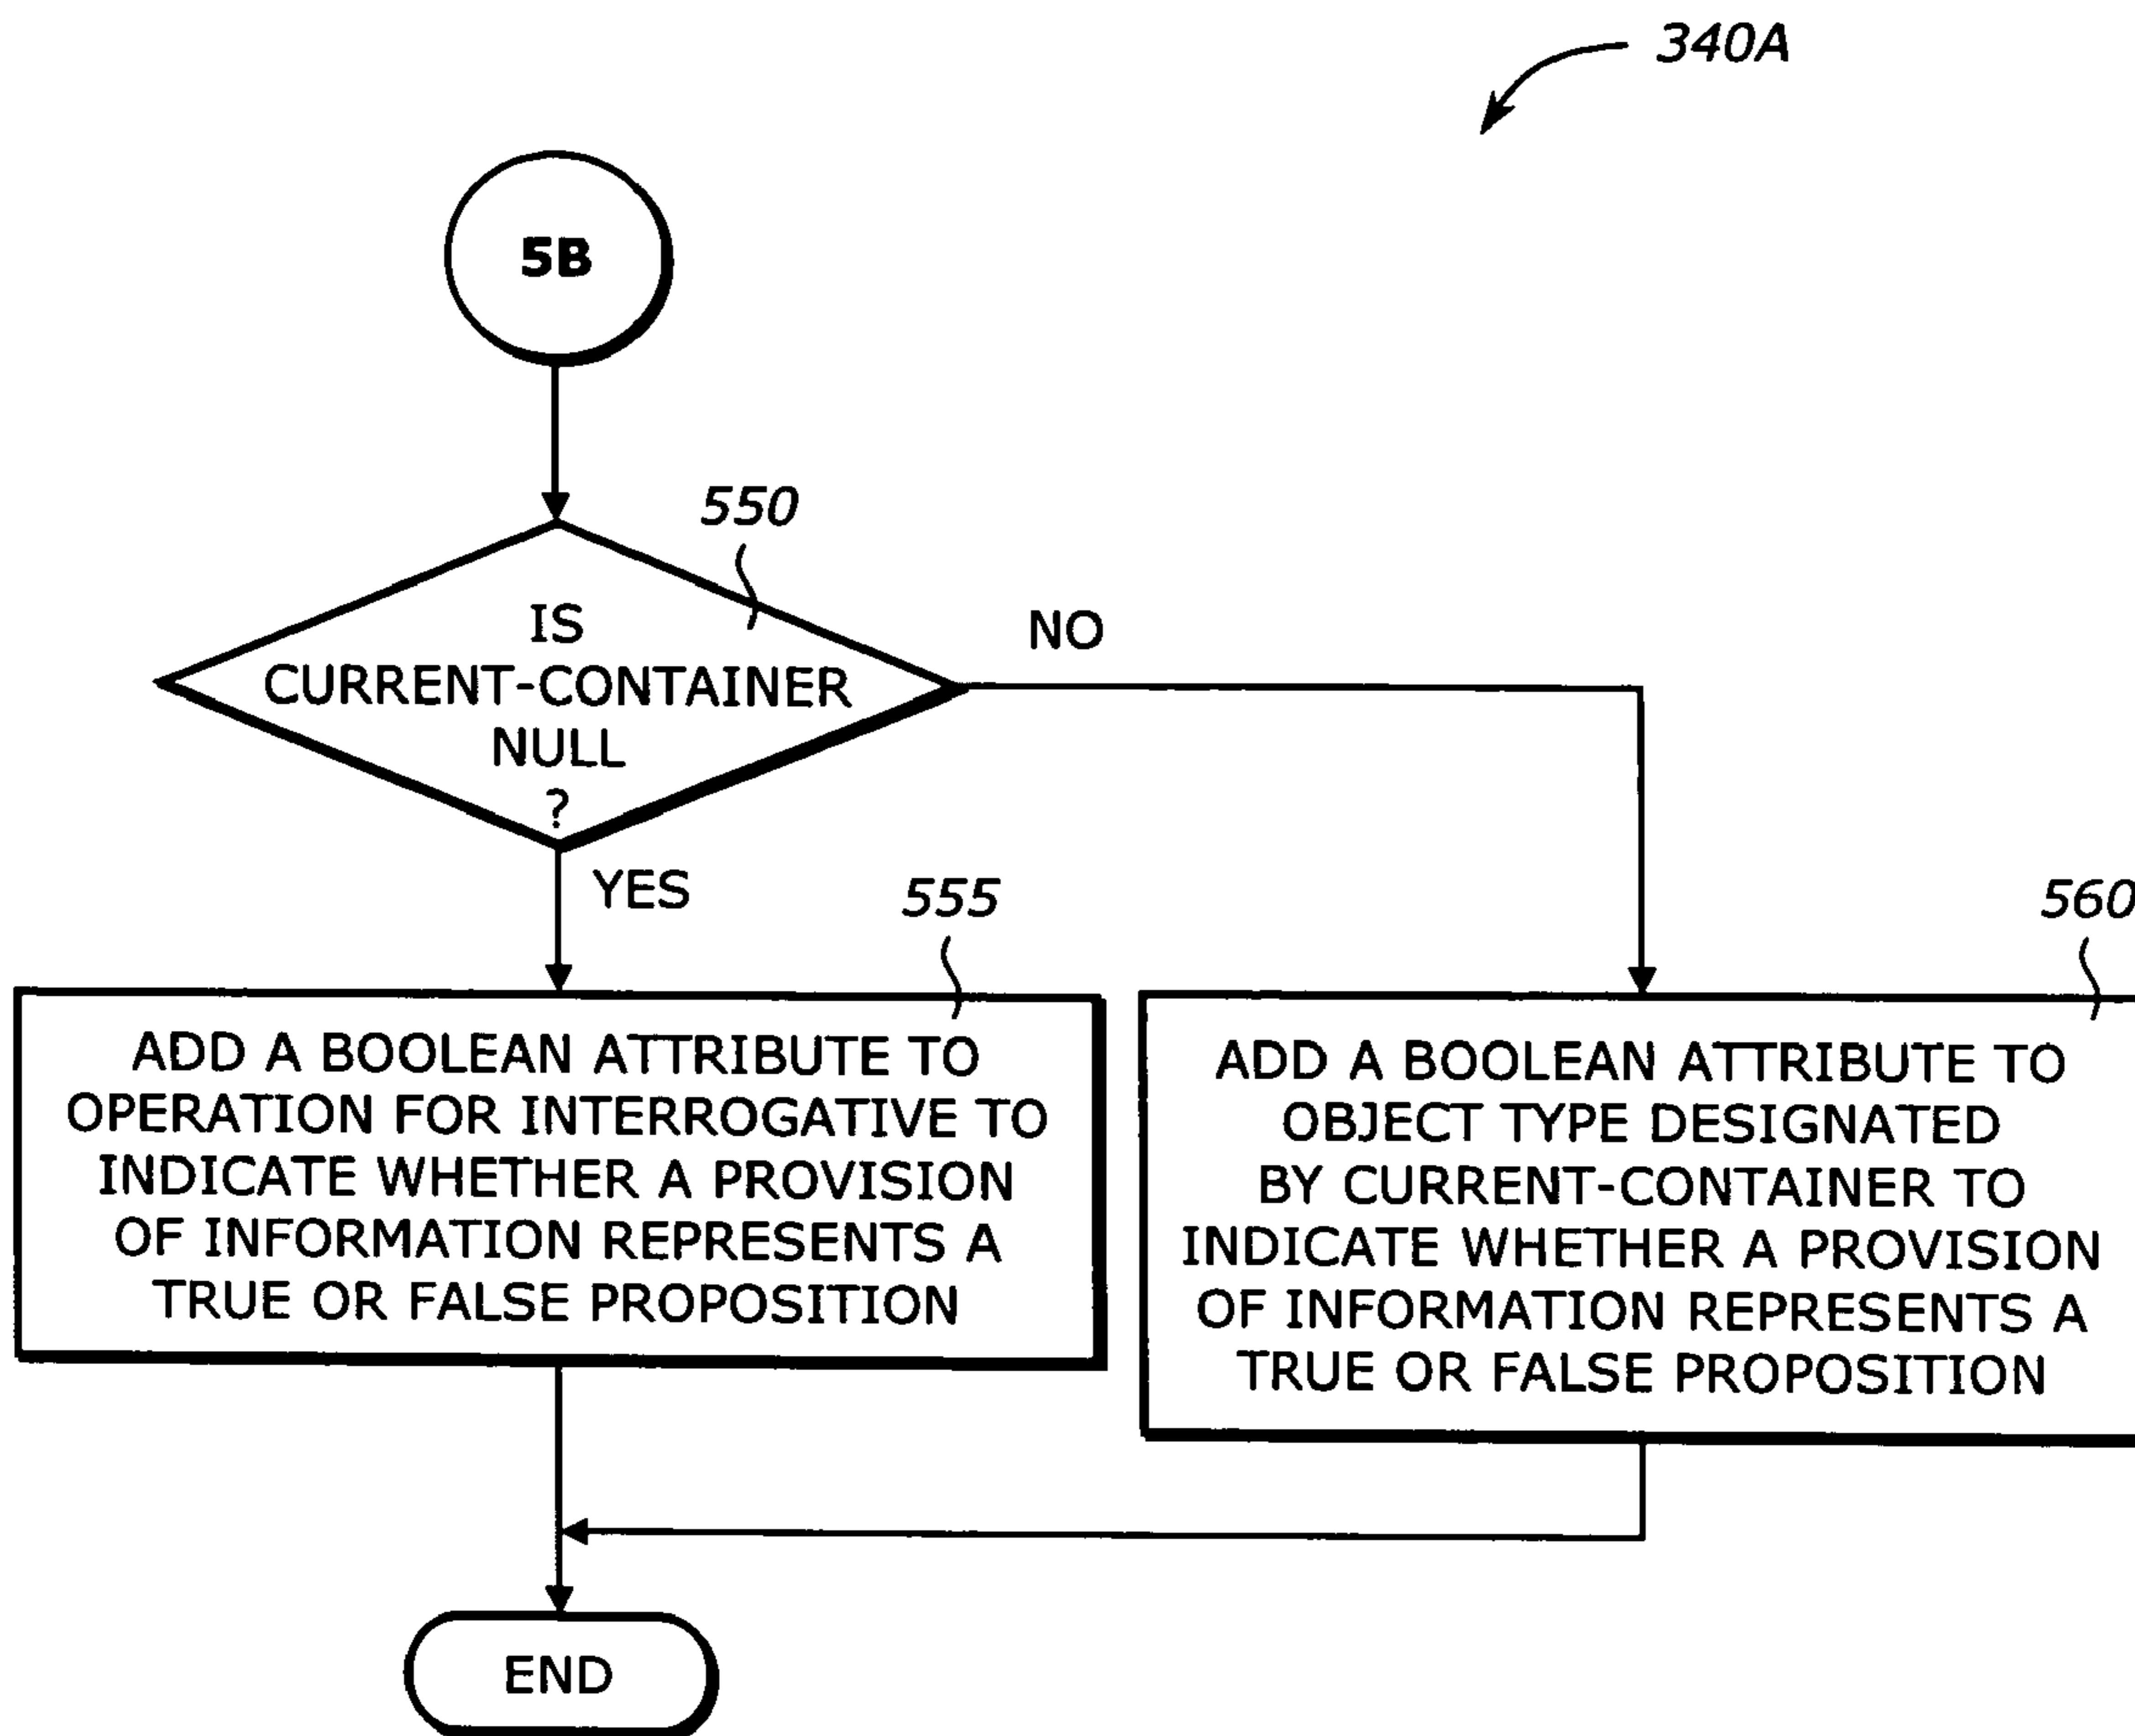 340A
5B
550
IS
CURRENT-CONTAINER
NULL
?
NO
YES
555
ADD A BOOLEAN ATTRIBUTE TO
OPERATION FOR INTERROGATIVE TO
INDICATE WHETHER A PROVISION
OF INFORMATION REPRESENTS A
TRUE OR FALSE PROPOSITION
560
ADD A BOOLEAN ATTRIBUTE TO
OBJECT TYPE DESIGNATED
BY CURRENT-CONTAINER TO
INDICATE WHETHER A PROVISION
OF INFORMATION REPRESENTS A
TRUE OR FALSE PROPOSITION
END